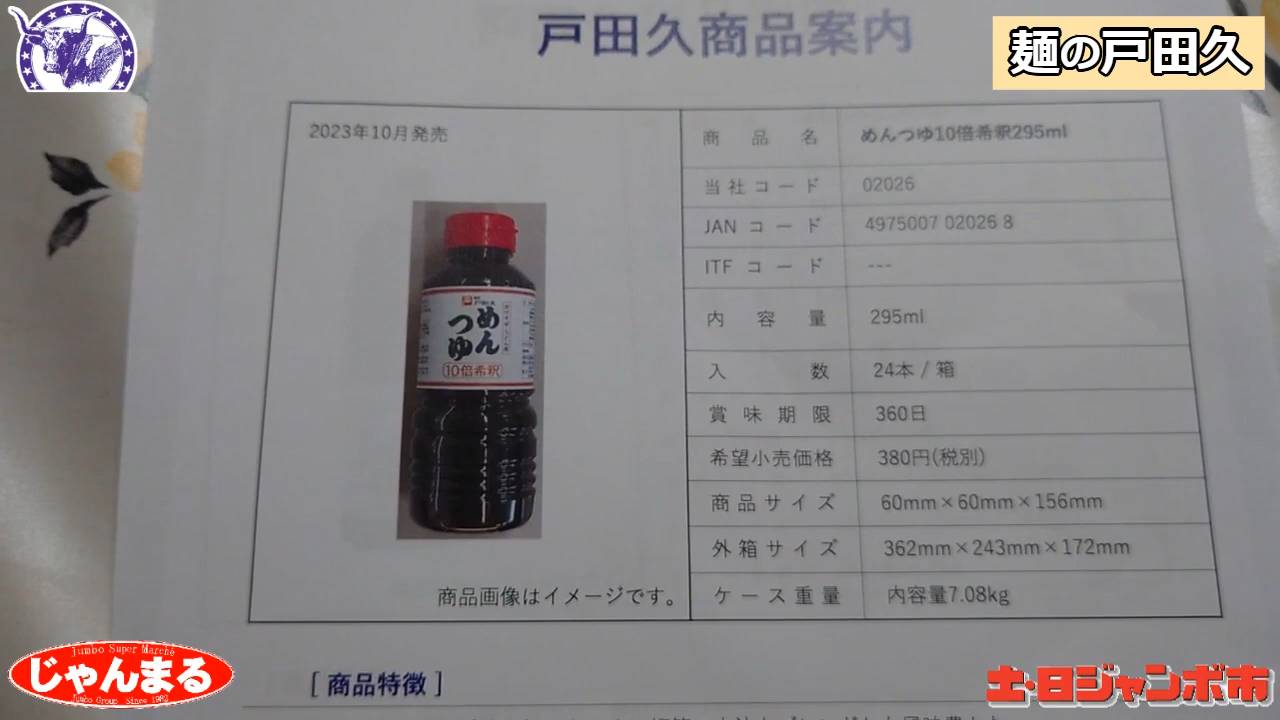 戸田久商品案内
麺の戸田久
2023年10月発売
めんつゆ
10倍希釈
商品画像はイメージです。
商品名 めんつゆ10倍希釈295ml
当社コード 02026
JANコード 4975007 02026 8
ITFコード ---
内容量 295ml
入数 24本 / 箱
賞味期限 360日
希望小売価格 380円(税別)
商品サイズ 60mm×60mm×156mm
外箱サイズ 362mm×243mm×172mm
ケース重量 内容量7.08kg
[ 商品特徴 ]
Jumbo Super Marché
じゃんまる
Jumbo Group Since 1982
土・日ジャンボ市